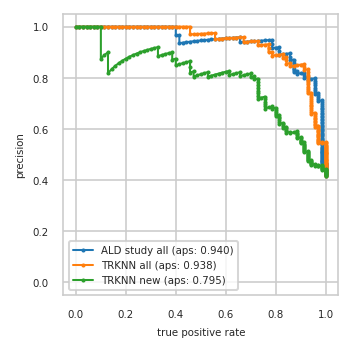 1.0
0.8
0.6
0.4
0.2
0.0
precision
ALD study all (aps: 0.940)
TRKNN all (aps: 0.938)
TRKNN new (aps: 0.795)
0.0 0.2 0.4 0.6 0.8 1.0
true positive rate